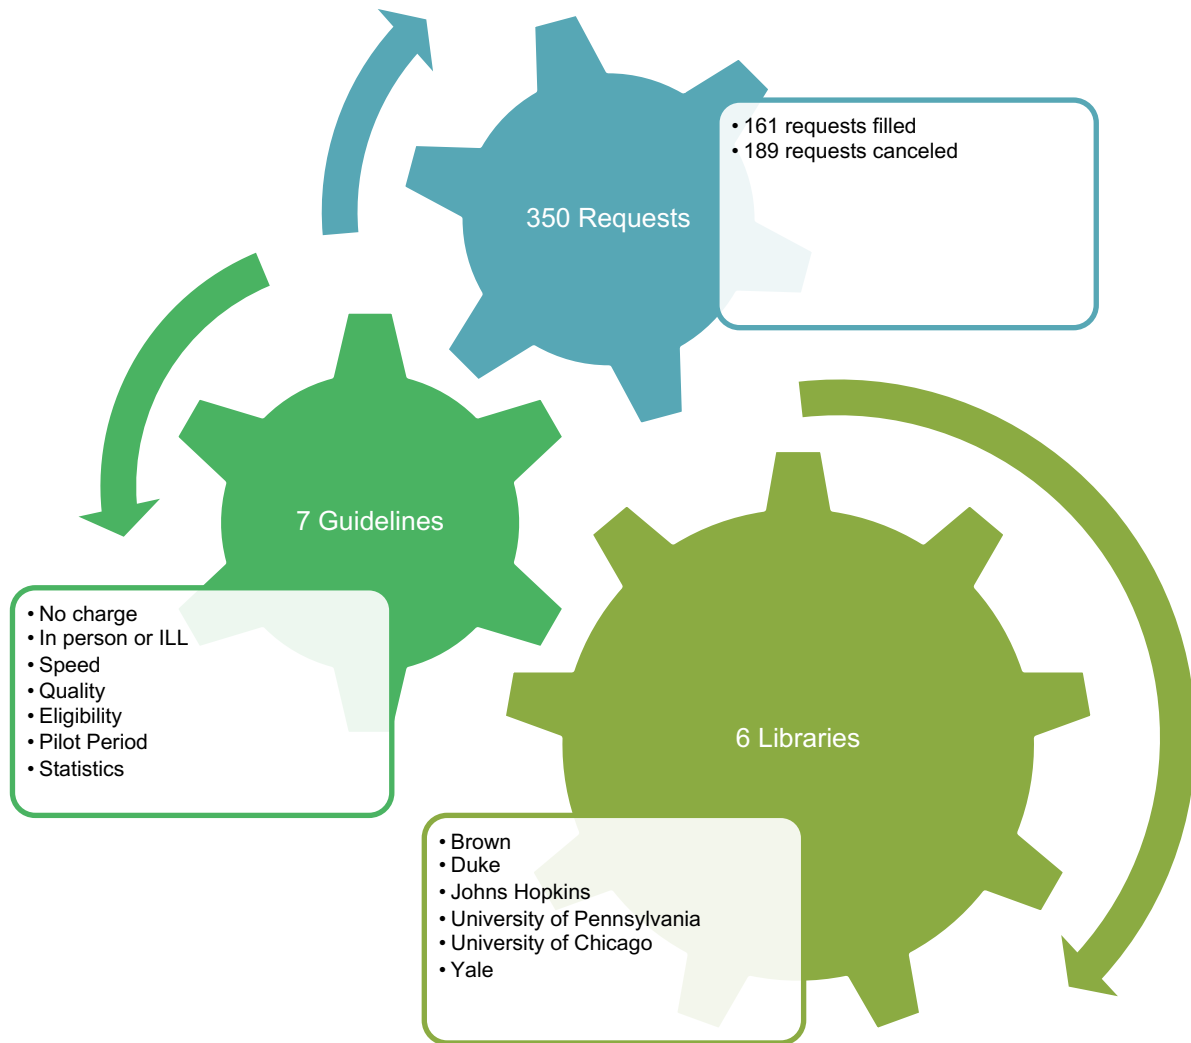 350 Requests
• 161 requests filled
• 189 requests canceled
7 Guidelines
• No charge
• In person or ILL
• Speed
• Quality
• Eligibility
• Pilot Period
• Statistics
6 Libraries
• Brown
• Duke
• Johns Hopkins
• University of Pennsylvania
• University of Chicago
• Yale